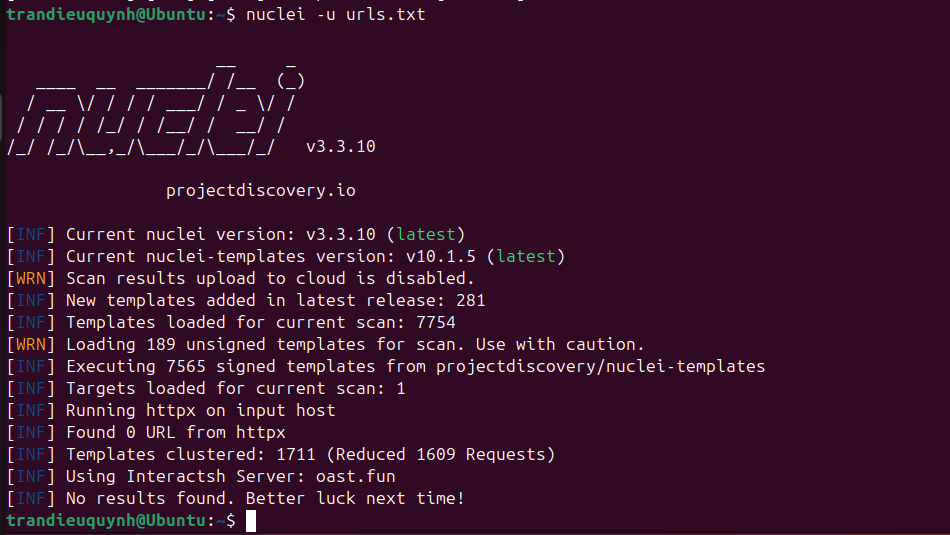 trandieuquynh@Ubuntu:~$ nuclei -u urls.txt
                     __     _
   ____  __  _______/ /__  (_)
  / __ \/ / / / ___/ / _ \/ /
 / / / / /_/ / /__/ /  __/ /
/_/ /_/\__,_/\___/_/\___/_/   v3.3.10
projectdiscovery.io
[INF] Current nuclei version: v3.3.10 (latest)
[INF] Current nuclei-templates version: v10.1.5 (latest)
[WRN] Scan results upload to cloud is disabled.
[INF] New templates added in latest release: 281
[INF] Templates loaded for current scan: 7754
[WRN] Loading 189 unsigned templates for scan. Use with caution.
[INF] Executing 7565 signed templates from projectdiscovery/nuclei-templates
[INF] Targets loaded for current scan: 1
[INF] Running httpx on input host
[INF] Found 0 URL from httpx
[INF] Templates clustered: 1711 (Reduced 1609 Requests)
[INF] Using Interactsh Server: oast.fun
[INF] No results found. Better luck next time!
trandieuquynh@Ubuntu:~$